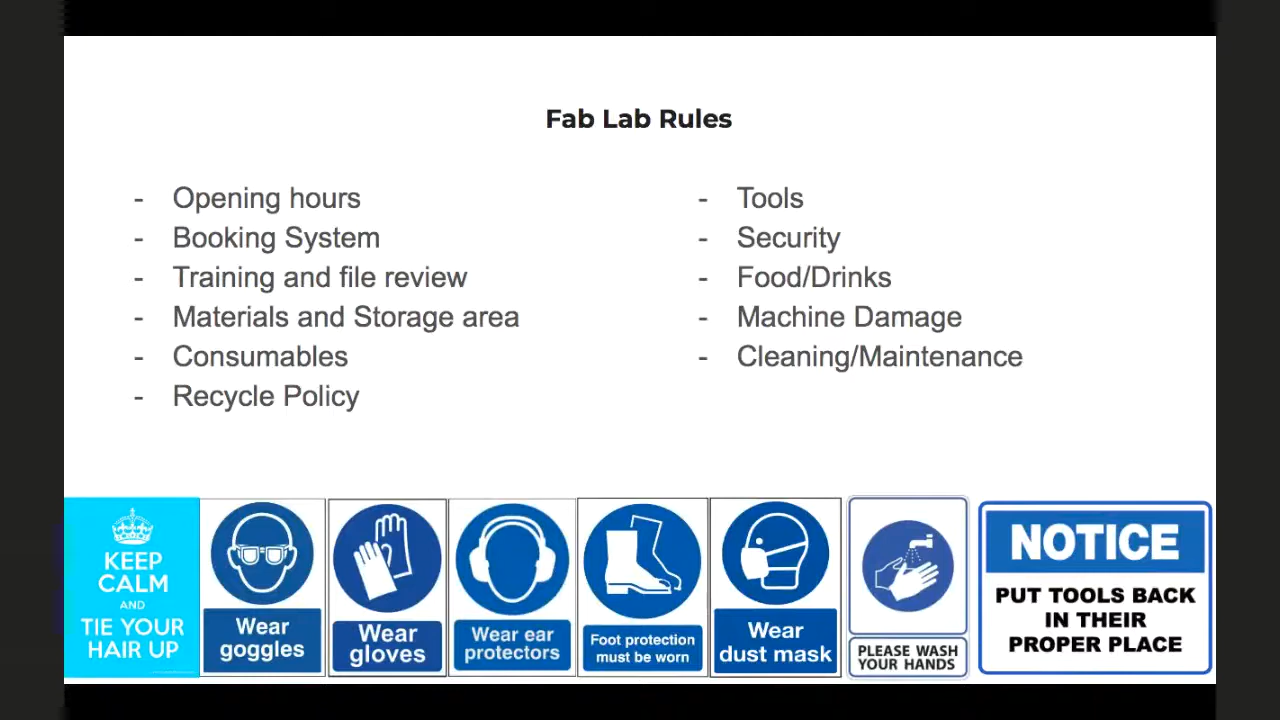 Fab Lab Rules
- Opening hours
- Booking System
- Training and file review
- Materials and Storage area
- Consumables
- Recycle Policy
- Tools
- Security
- Food/Drinks
- Machine Damage
- Cleaning/Maintenance
KEEP
CALM
AND
TIE YOUR
HAIR UP
Wear
goggles
Wear
gloves
Wear ear
protectors
Foot protection
must be worn
Wear
dust mask
PLEASE WASH
YOUR HANDS
NOTICE
PUT TOOLS BACK
IN THEIR
PROPER PLACE